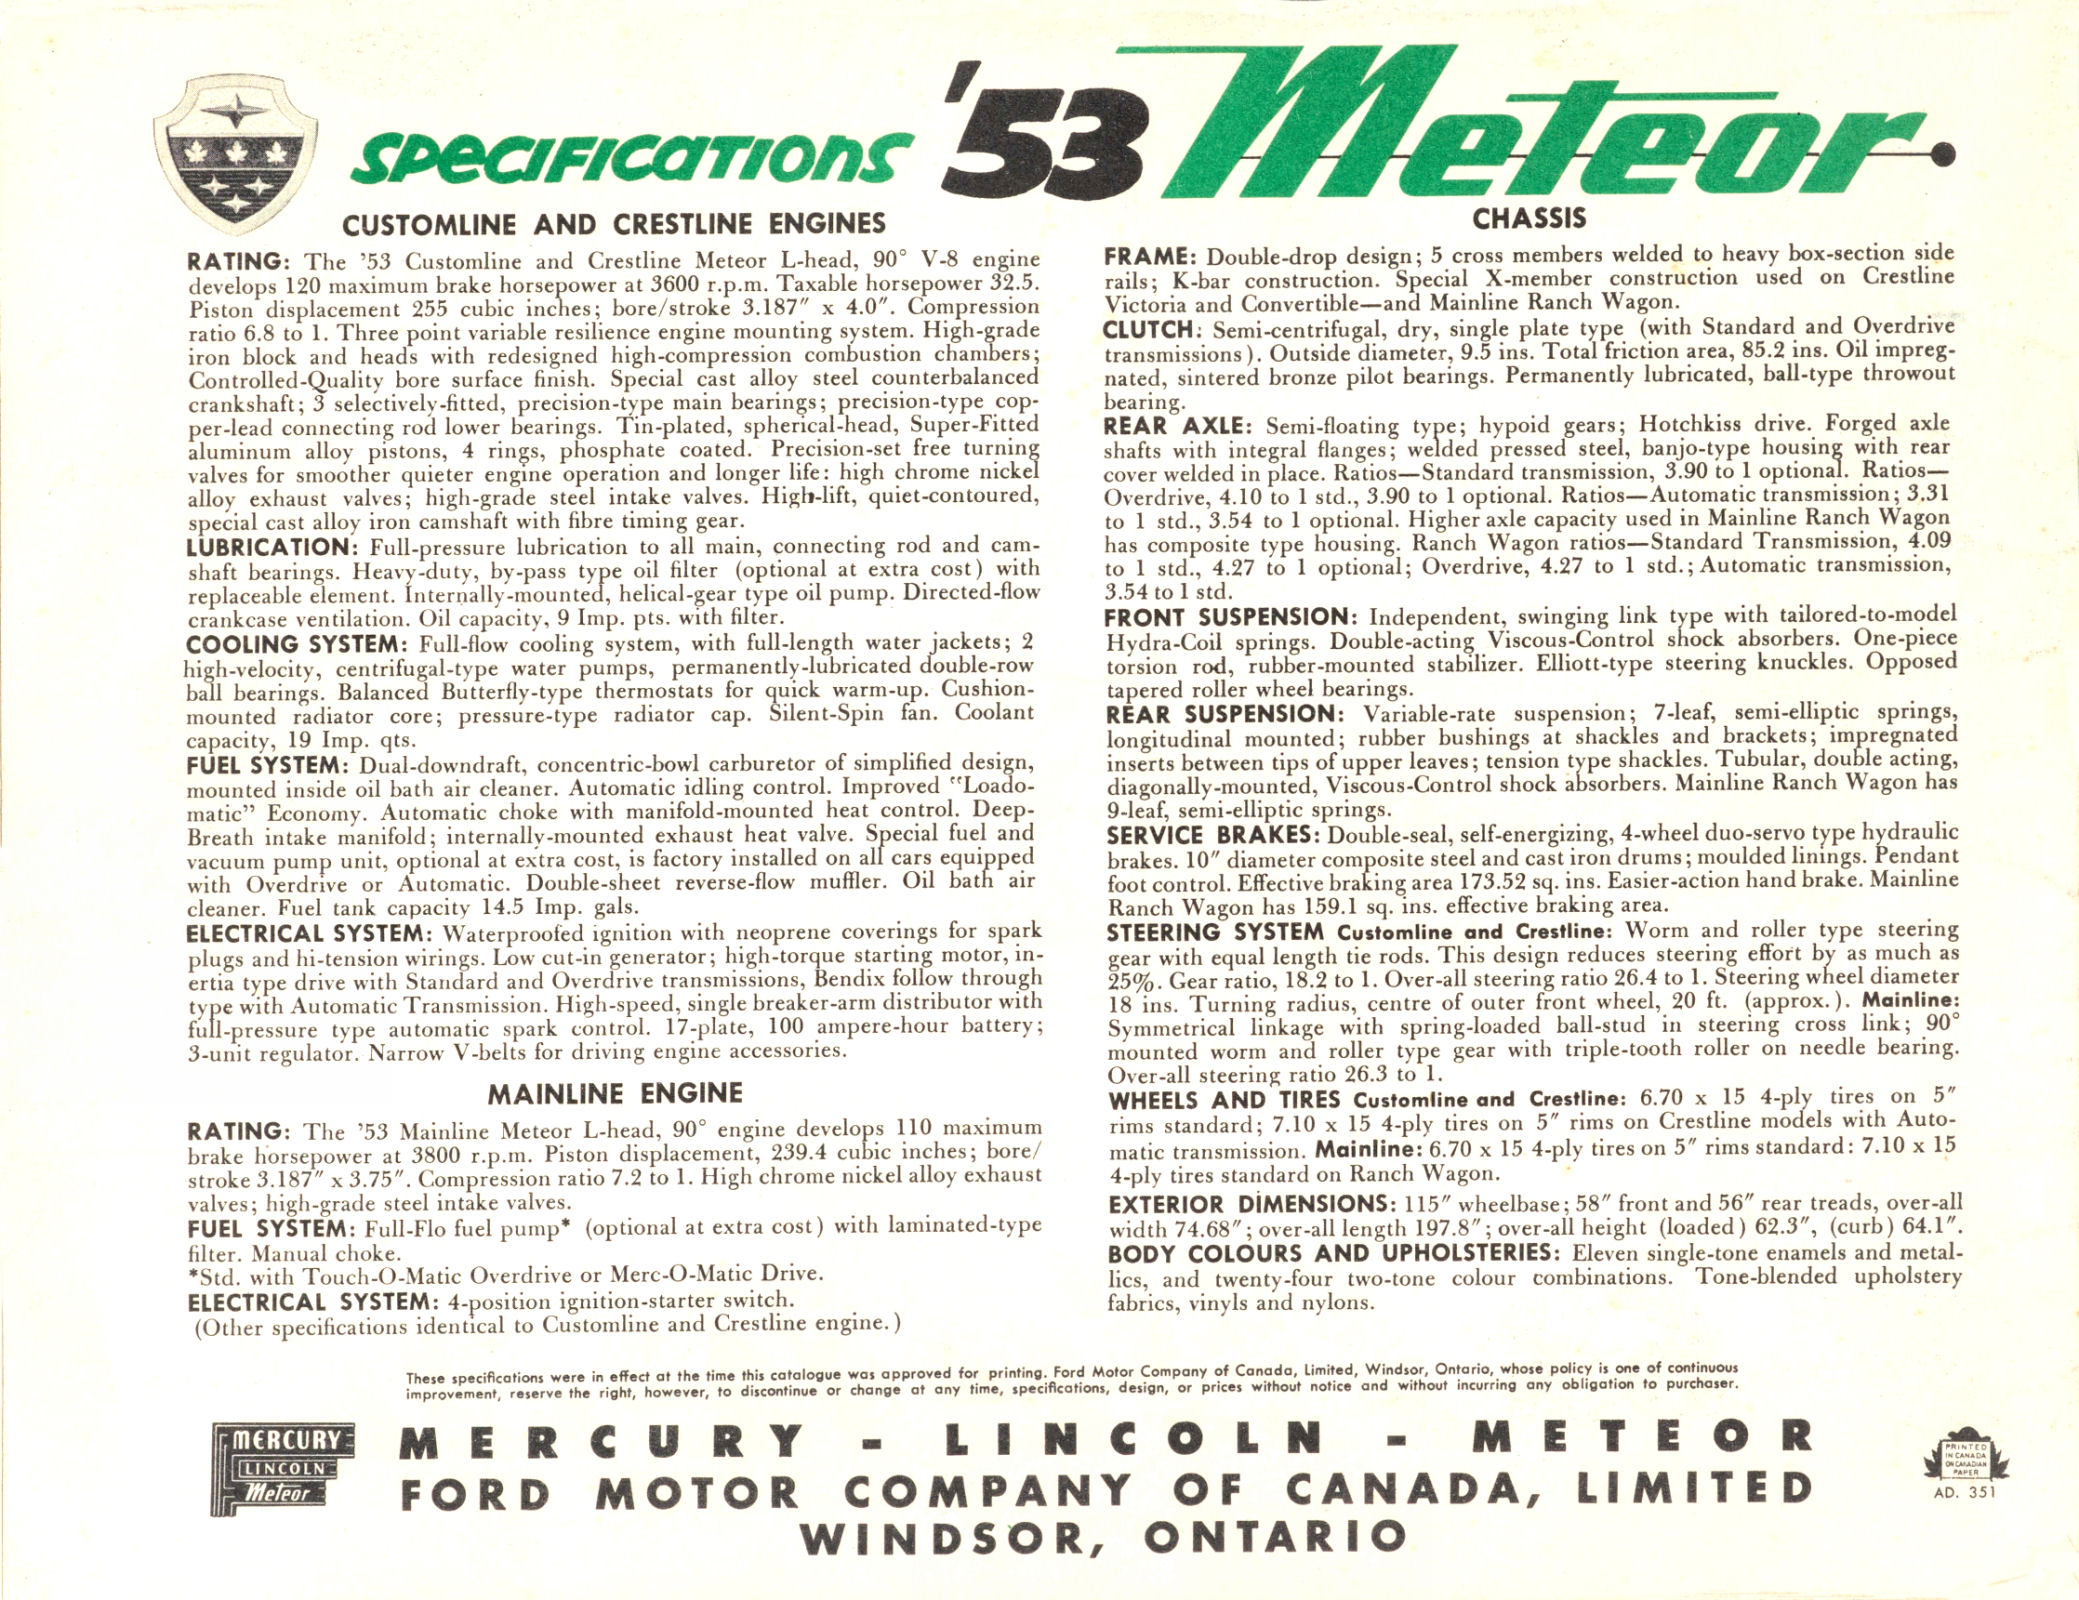 Specifications '53 Meteor
CUSTOMLINE AND CRESTLINE ENGINES
RATING: The '53 Customline and Crestline Meteor L-head, 90° V-8 engine
develops 120 maximum brake horsepower at 3600 r.p.m. Taxable horsepower 32.5.
Piston displacement 255 cubic inches; bore/stroke 3.187" x 4.0". Compression
ratio 6.8 to 1. Three point variable resilience engine mounting system. High-grade
iron block and heads with redesigned high-compression combustion chambers;
Controlled-Quality bore surface finish. Special cast alloy steel counterbalanced
crankshaft; 3 selectively-fitted, precision-type main bearings; precision-type cop-
per-lead connecting rod lower bearings. Tin-plated, spherical-head, Super-Fitted
aluminum alloy pistons, 4 rings, phosphate coated. Precision-set free turning
valves for smoother quieter engine operation and longer life: high chrome nickel
alloy exhaust valves; high-grade steel intake valves. High-lift, quiet-contoured,
special cast alloy iron camshaft with fibre timing gear.
LUBRICATION: Full-pressure lubrication to all main, connecting rod and cam-
shaft bearings. Heavy-duty, by-pass type oil filter (optional at extra cost) with
replaceable element. Internally-mounted, helical-gear type oil pump. Directed-flow
crankcase ventilation. Oil capacity, 9 Imp. pts. with filter.
COOLING SYSTEM: Full-flow cooling system, with full-length water jackets; 2
high-velocity, centrifugal-type water pumps, permanently-lubricated double-row
ball bearings. Balanced Butterfly-type thermostats for quick warm-up. Cushion-
mounted radiator core; pressure-type radiator cap. Silent-Spin fan. Coolant
capacity, 19 Imp. qts.
FUEL SYSTEM: Dual-downdraft, concentric-bowl carburetor of simplified design,
mounted inside oil bath air cleaner. Automatic idling control. Improved "Loado-
matic" Economy. Automatic choke with manifold-mounted heat control. Deep-
Breath intake manifold; internally-mounted exhaust heat valve. Special fuel and
vacuum pump unit, optional at extra cost, is factory installed on all cars equipped
with Overdrive or Automatic. Double-sheet reverse-flow muffler. Oil bath air
cleaner. Fuel tank capacity 14.5 Imp. gals.
ELECTRICAL SYSTEM: Waterproofed ignition with neoprene coverings for spark
plugs and hi-tension wirings. Low cut-in generator; high-torque starting motor, in-
ertia type drive with Standard and Overdrive transmissions, Bendix follow through
type with Automatic Transmission. High-speed, single breaker-arm distributor with
full-pressure type automatic spark control. 17-plate, 100 ampere-hour battery;
3-unit regulator. Narrow V-belts for driving engine accessories.
MAINLINE ENGINE
RATING: The '53 Mainline Meteor L-head, 90° engine develops 110 maximum
brake horsepower at 3800 r.p.m. Piston displacement, 239.4 cubic inches; bore/
stroke 3.187" x 3.75". Compression ratio 7.2 to 1. High chrome nickel alloy exhaust
valves; high-grade steel intake valves.
FUEL SYSTEM: Full-Flo fuel pump* (optional at extra cost) with laminated-type
filter. Manual choke.
*Std. with Touch-O-Matic Overdrive or Merc-O-Matic Drive.
ELECTRICAL SYSTEM: 4-position ignition-starter switch.
(Other specifications identical to Customline and Crestline engine.)
CHASSIS
FRAME: Double-drop design; 5 cross members welded to heavy box-section side
rails; K-bar construction. Special X-member construction used on Crestline
Victoria and Convertible—and Mainline Ranch Wagon.
CLUTCH: Semi-centrifugal, dry, single plate type (with Standard and Overdrive
transmissions). Outside diameter, 9.5 ins. Total friction area, 85.2 ins. Oil impreg-
nated, sintered bronze pilot bearings. Permanently lubricated, ball-type throwout
bearing.
REAR AXLE: Semi-floating type; hypoid gears; Hotchkiss drive. Forged axle
shafts with integral flanges; welded pressed steel, banjo-type housing with rear
cover welded in place. Ratios—Standard transmission, 3.90 to 1 optional. Ratios—
Overdrive, 4.10 to 1 std., 3.90 to 1 optional. Ratios—Automatic transmission; 3.31
to 1 std., 3.54 to 1 optional. Higher axle capacity used in Mainline Ranch Wagon
has composite type housing. Ranch Wagon ratios—Standard Transmission, 4.09
to 1 std., 4.27 to 1 optional; Overdrive, 4.27 to 1 std.; Automatic transmission,
3.54 to 1 std.
FRONT SUSPENSION: Independent, swinging link type with tailored-to-model
Hydra-Coil springs. Double-acting Viscous-Control shock absorbers. One-piece
torsion rod, rubber-mounted stabilizer. Elliott-type steering knuckles. Opposed
tapered roller wheel bearings.
REAR SUSPENSION: Variable-rate suspension; 7-leaf, semi-elliptic springs,
longitudinal mounted; rubber bushings at shackles and brackets; impregnated
inserts between tips of upper leaves; tension type shackles. Tubular, double acting,
diagonally-mounted, Viscous-Control shock absorbers. Mainline Ranch Wagon has
9-leaf, semi-elliptic springs.
SERVICE BRAKES: Double-seal, self-energizing, 4-wheel duo-servo type hydraulic
brakes. 10" diameter composite steel and cast iron drums; moulded linings. Pendant
foot control. Effective braking area 173.52 sq. ins. Easier-action hand brake. Mainline
Ranch Wagon has 159.1 sq. ins. effective braking area.
STEERING SYSTEM Customline and Crestline: Worm and roller type steering
gear with equal length tie rods. This design reduces steering effort by as much as
25%. Gear ratio, 18.2 to 1. Over-all steering ratio 26.4 to 1. Steering wheel diameter
18 ins. Turning radius, centre of outer front wheel, 20 ft. (approx.). Mainline:
Symmetrical linkage with spring-loaded ball-stud in steering cross link; 90°
mounted worm and roller type gear with triple-tooth roller on needle bearing.
Over-all steering ratio 26.3 to 1.
WHEELS AND TIRES Customline and Crestline: 6.70 x 15 4-ply tires on 5"
rims standard; 7.10 x 15 4-ply tires on 5" rims on Crestline models with Auto-
matic transmission. Mainline: 6.70 x 15 4-ply tires on 5" rims standard: 7.10 x 15
4-ply tires standard on Ranch Wagon.
EXTERIOR DIMENSIONS: 115" wheelbase; 58" front and 56" rear treads, over-all
width 74.68"; over-all length 197.8"; over-all height (loaded) 62.3", (curb) 64.1".
BODY COLOURS AND UPHOLSTERIES: Eleven single-tone enamels and metal-
lics, and twenty-four two-tone colour combinations. Tone-blended upholstery
fabrics, vinyls and nylons.
These specifications were in effect at the time this catalogue was approved for printing. Ford Motor Company of Canada, Limited, Windsor, Ontario, whose policy is one of continuous
improvement, reserve the right, however, to discontinue or change at any time, specifications, design, or prices without notice and without incurring any obligation to purchaser.
MERCURY
LINCOLN
Meteor
MERCURY - LINCOLN - METEOR
FORD MOTOR COMPANY OF CANADA, LIMITED
WINDSOR, ONTARIO
PRINTED
IN CANADA
ON CANADIAN
PAPER
AD. 351